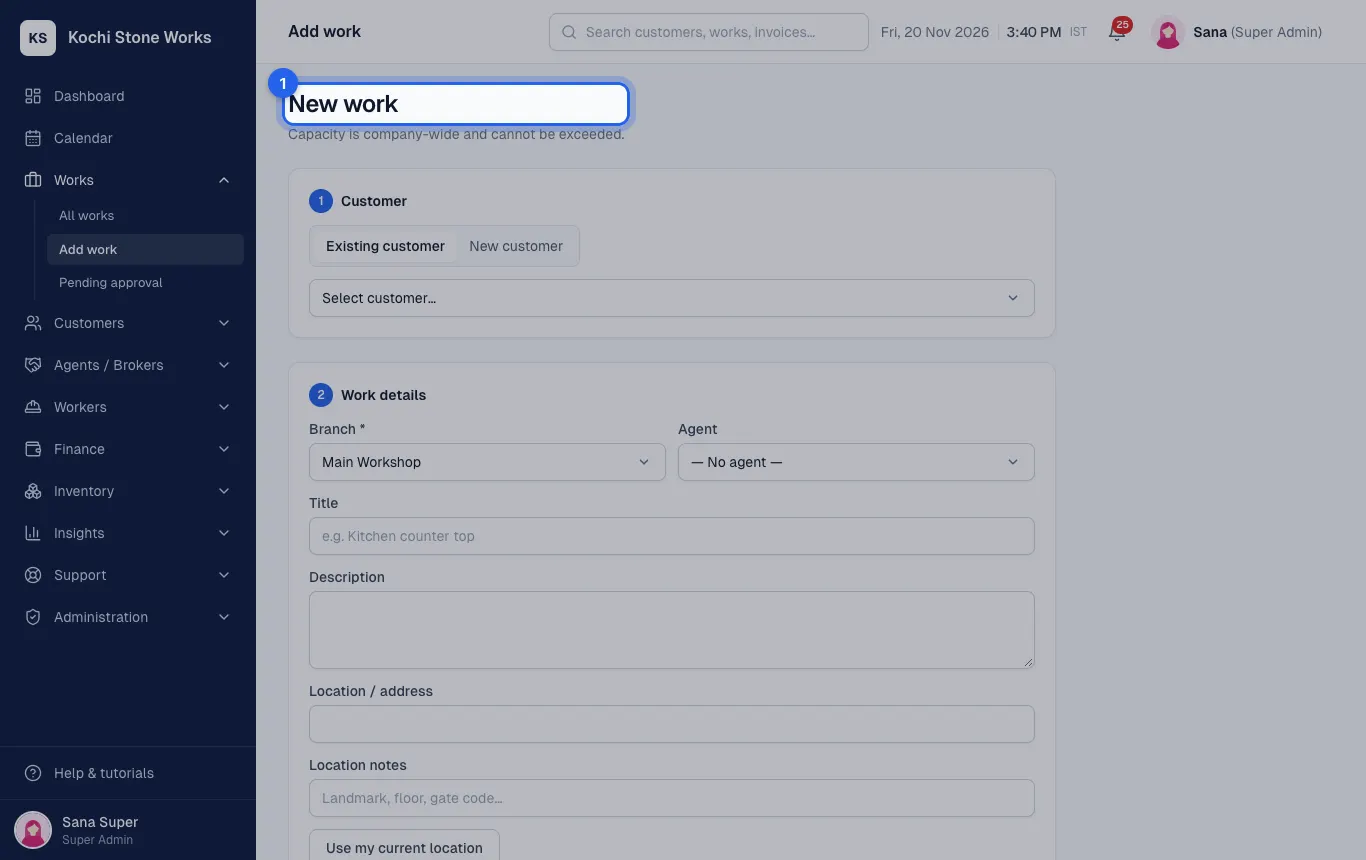 KS
Kochi Stone Works
Dashboard
Calendar
Works
All works
Add work
Pending approval
Customers
Agents / Brokers
Workers
Finance
Inventory
Insights
Support
Administration
Help & tutorials
Sana Super
Super Admin
Add work
Search customers, works, invoices...
Fri, 20 Nov 2026
3:40 PM IST
25
Sana (Super Admin)
1
New work
Capacity is company-wide and cannot be exceeded.
1 Customer
Existing customer New customer
Select customer...
2 Work details
Branch * Agent
Main Workshop — No agent —
Title
e.g. Kitchen counter top
Description
Location / address
Location notes
Landmark, floor, gate code...
Use my current location